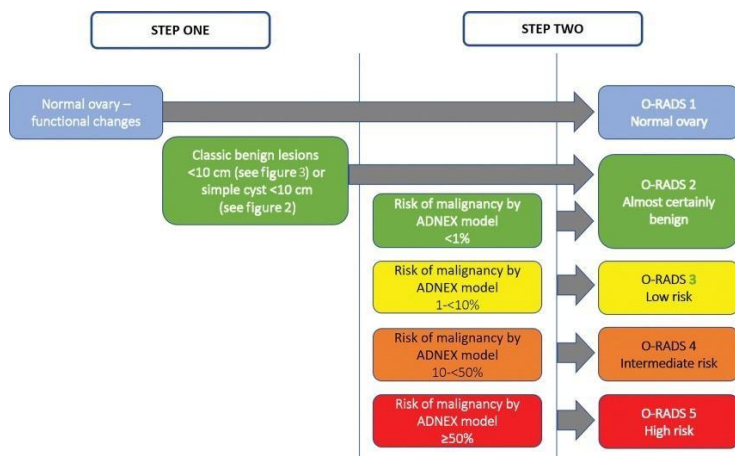 STEP ONE
STEP TWO
Normal ovary –
functional changes
O-RADS 1
Normal ovary
Classic benign lesions
<10 cm (see figure 3) or
simple cyst <10 cm
(see figure 2)
O-RADS 2
Almost certainly
benign
Risk of malignancy by
ADNEX model
<1%
Risk of malignancy by
ADNEX model
1-<10%
O-RADS 3
Low risk
Risk of malignancy by
ADNEX model
10-<50%
O-RADS 4
Intermediate risk
Risk of malignancy by
ADNEX model
≥50%
O-RADS 5
High risk